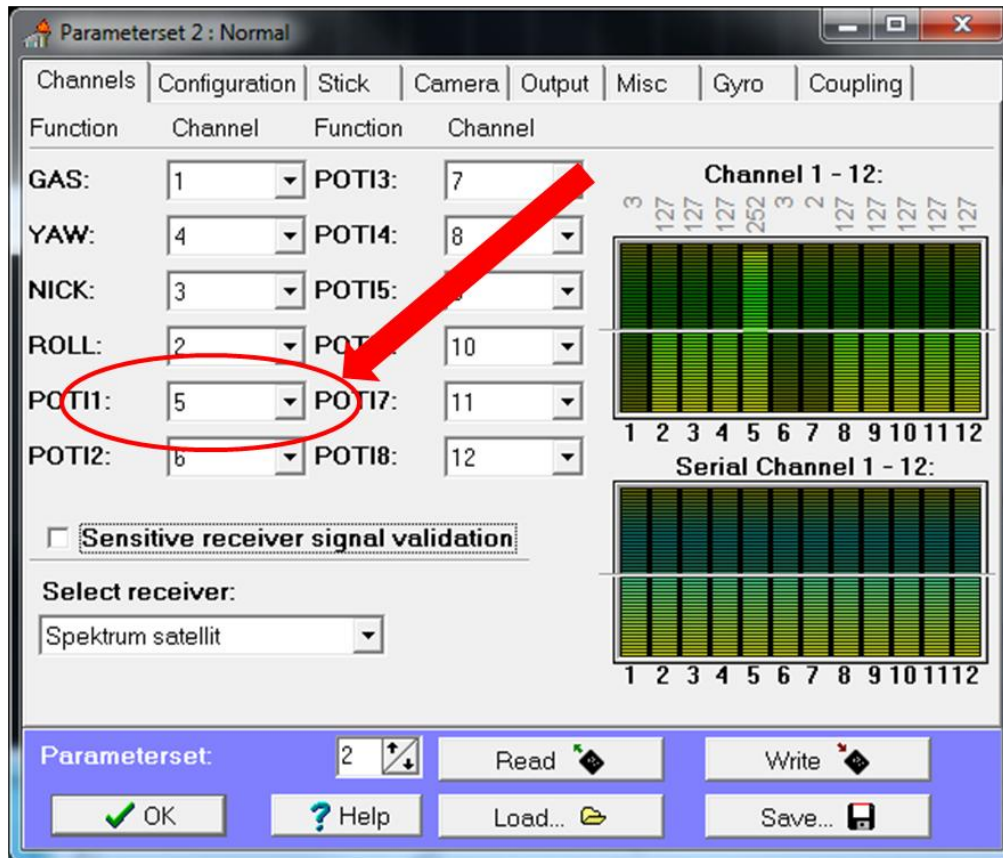 Parameterset 2 : Normal
Channels Configuration Stick Camera Output Misc Gyro Coupling
Function Channel Function Channel
GAS: 1 POTI3: 7
YAW: 4 POTI4: 8
NICK: 3 POTI5:
ROLL: 2 10
POTI1: 5 POTI7: 11
POTI2: 6 POTI8: 12
Sensitive receiver signal validation
Select receiver:
Spektrum satellit
Channel 1 - 12:
3 127 127 127 252 3 2 127 127 127 127 127
1 2 3 4 5 6 7 8 9 10 11 12
Serial Channel 1 - 12:
1 2 3 4 5 6 7 8 9 10 11 12
Parameterset: 2 Read Write
OK Help Load... Save...